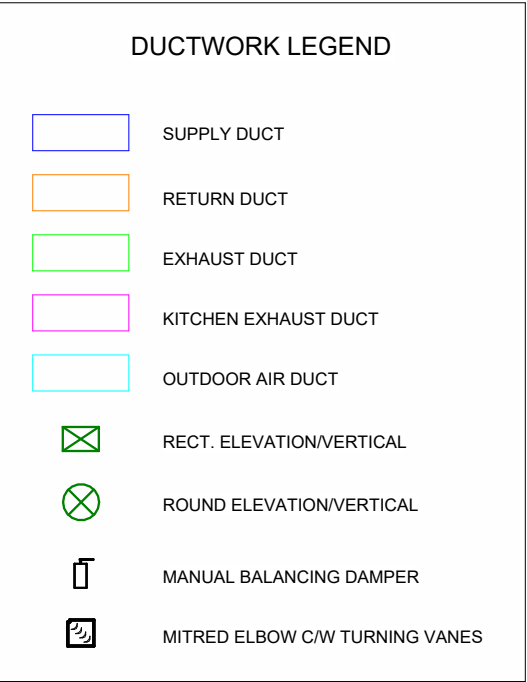 DUCTWORK LEGEND
SUPPLY DUCT
RETURN DUCT
EXHAUST DUCT
KITCHEN EXHAUST DUCT
OUTDOOR AIR DUCT
RECT. ELEVATION/VERTICAL
ROUND ELEVATION/VERTICAL
MANUAL BALANCING DAMPER
MITRED ELBOW C/W TURNING VANES